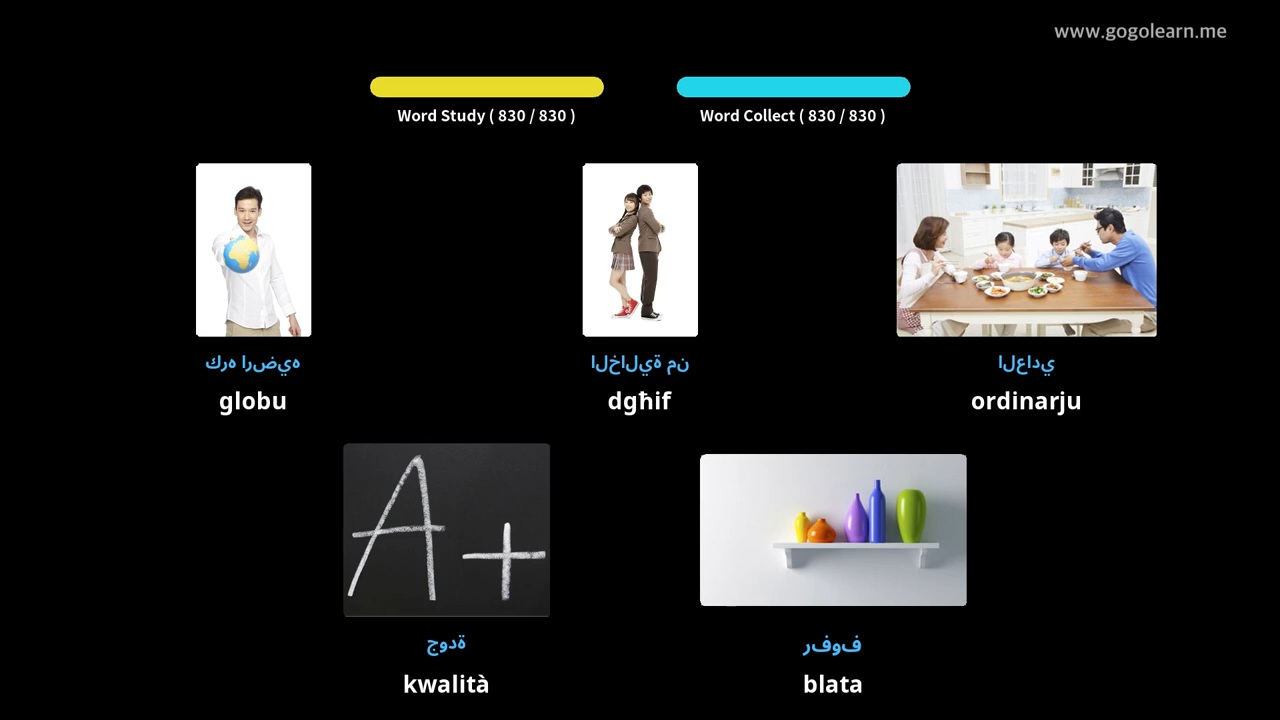 www.gogolearn.me
Word Study ( 830 / 830 )
Word Collect ( 830 / 830 )
كره ارضيه
الخالية من
العادي
globu
dgħif
ordinarju
جودة
رفوف
kwalità
blata